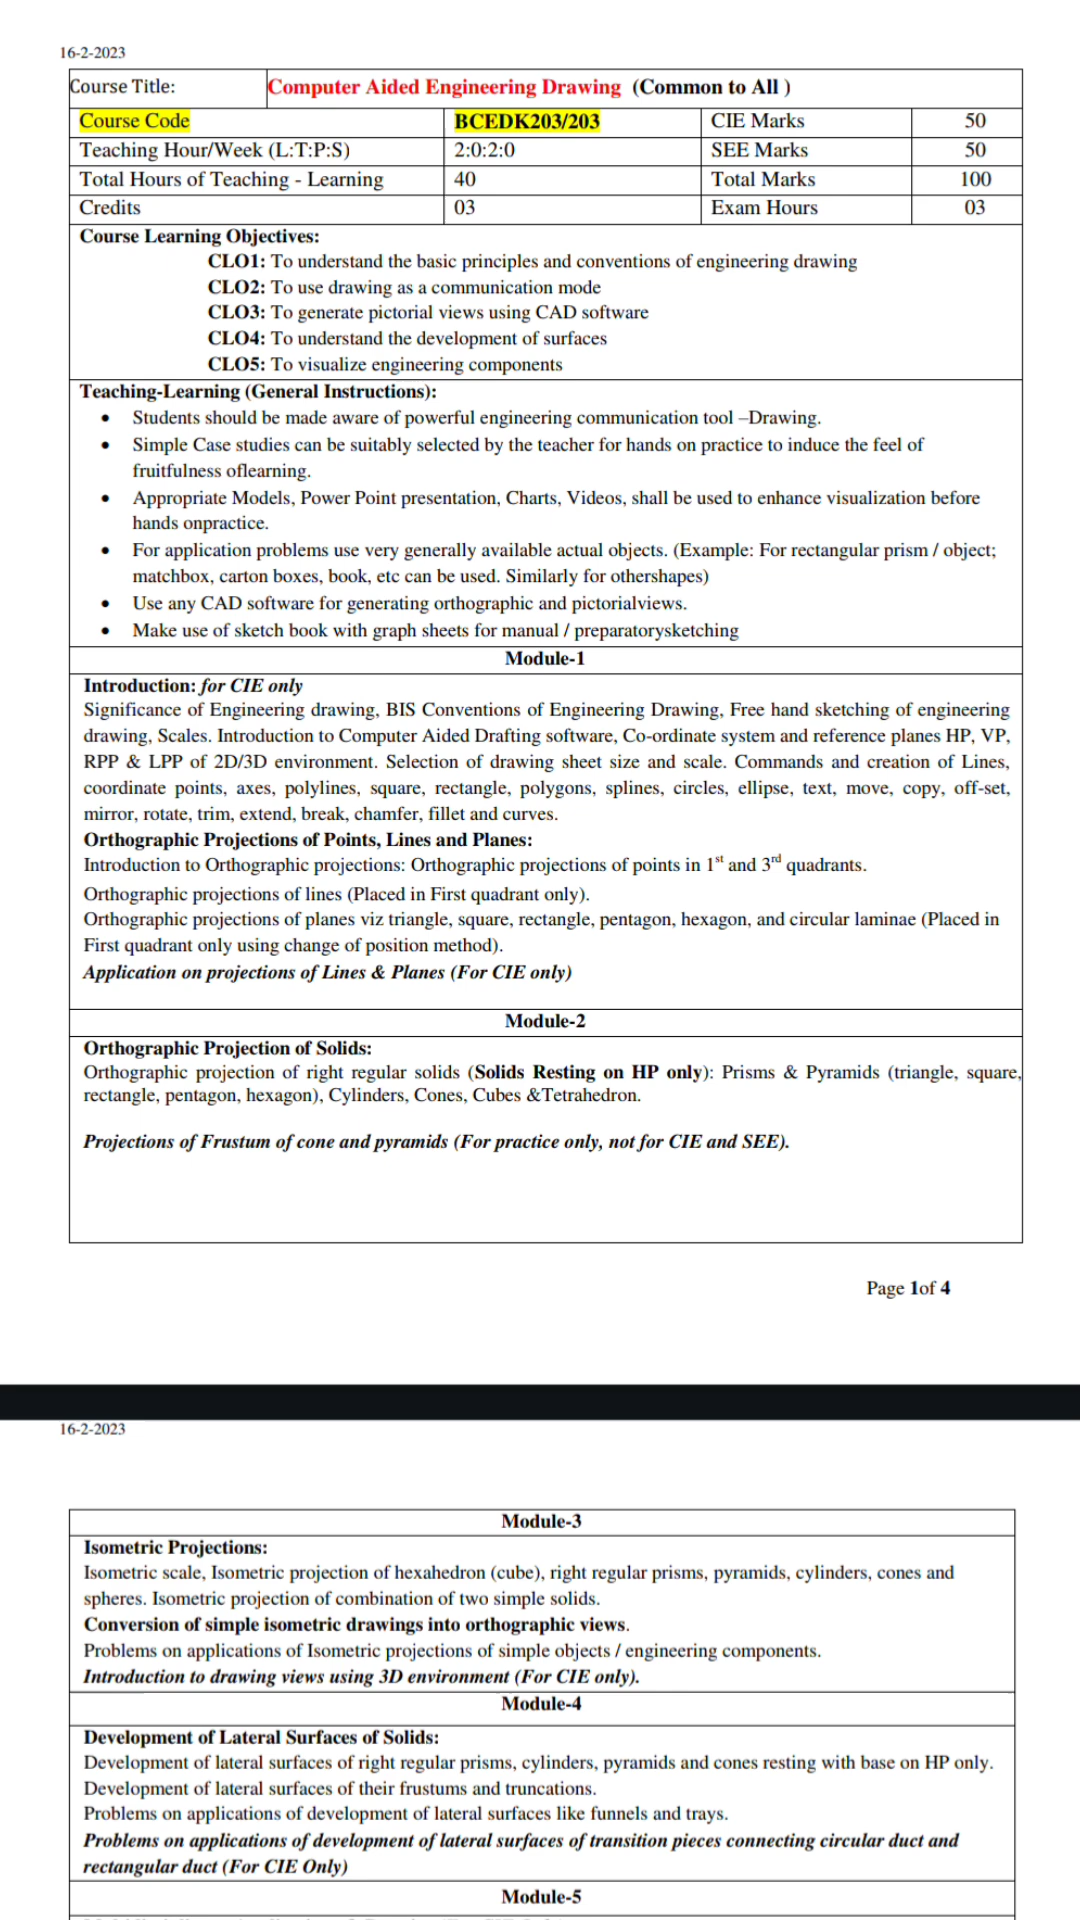 16-2-2023
Course Title: Computer Aided Engineering Drawing (Common to All )
Course Code BCEDK203/203 CIE Marks 50
Teaching Hour/Week (L:T:P:S) 2:0:2:0 SEE Marks 50
Total Hours of Teaching - Learning 40 Total Marks 100
Credits 03 Exam Hours 03
Course Learning Objectives:
CLO1: To understand the basic principles and conventions of engineering drawing
CLO2: To use drawing as a communication mode
CLO3: To generate pictorial views using CAD software
CLO4: To understand the development of surfaces
CLO5: To visualize engineering components
Teaching-Learning (General Instructions):
• Students should be made aware of powerful engineering communication tool –Drawing.
• Simple Case studies can be suitably selected by the teacher for hands on practice to induce the feel of
fruitfulness oflearning.
• Appropriate Models, Power Point presentation, Charts, Videos, shall be used to enhance visualization before
hands onpractice.
• For application problems use very generally available actual objects. (Example: For rectangular prism / object;
matchbox, carton boxes, book, etc can be used. Similarly for othershapes)
• Use any CAD software for generating orthographic and pictorialviews.
• Make use of sketch book with graph sheets for manual / preparatorysketching
Module-1
Introduction: for CIE only
Significance of Engineering drawing, BIS Conventions of Engineering Drawing, Free hand sketching of engineering
drawing, Scales. Introduction to Computer Aided Drafting software, Co-ordinate system and reference planes HP, VP,
RPP & LPP of 2D/3D environment. Selection of drawing sheet size and scale. Commands and creation of Lines,
coordinate points, axes, polylines, square, rectangle, polygons, splines, circles, ellipse, text, move, copy, off-set,
mirror, rotate, trim, extend, break, chamfer, fillet and curves.
Orthographic Projections of Points, Lines and Planes:
Introduction to Orthographic projections: Orthographic projections of points in 1st and 3rd quadrants.
Orthographic projections of lines (Placed in First quadrant only).
Orthographic projections of planes viz triangle, square, rectangle, pentagon, hexagon, and circular laminae (Placed in
First quadrant only using change of position method).
Application on projections of Lines & Planes (For CIE only)
Module-2
Orthographic Projection of Solids:
Orthographic projection of right regular solids (Solids Resting on HP only): Prisms & Pyramids (triangle, square,
rectangle, pentagon, hexagon), Cylinders, Cones, Cubes &Tetrahedron.
Projections of Frustum of cone and pyramids (For practice only, not for CIE and SEE).
Page 1of 4
16-2-2023
Module-3
Isometric Projections:
Isometric scale, Isometric projection of hexahedron (cube), right regular prisms, pyramids, cylinders, cones and
spheres. Isometric projection of combination of two simple solids.
Conversion of simple isometric drawings into orthographic views.
Problems on applications of Isometric projections of simple objects / engineering components.
Introduction to drawing views using 3D environment (For CIE only).
Module-4
Development of Lateral Surfaces of Solids:
Development of lateral surfaces of right regular prisms, cylinders, pyramids and cones resting with base on HP only.
Development of lateral surfaces of their frustums and truncations.
Problems on applications of development of lateral surfaces like funnels and trays.
Problems on applications of development of lateral surfaces of transition pieces connecting circular duct and
rectangular duct (For CIE Only)
Module-5